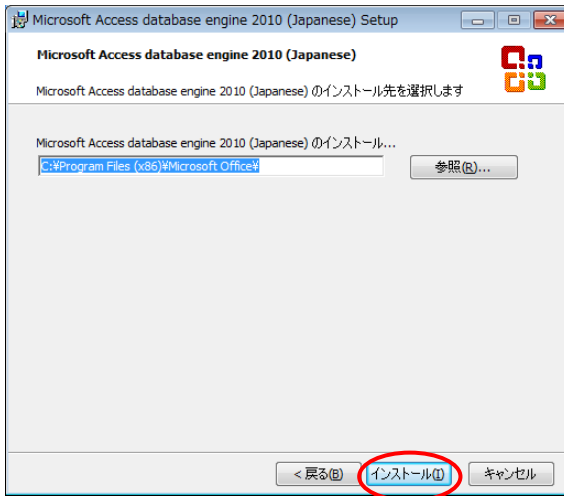 Microsoft Access database engine 2010 (Japanese) Setup
Microsoft Access database engine 2010 (Japanese)
Microsoft Access database engine 2010 (Japanese) のインストール先を選択します
Microsoft Access database engine 2010 (Japanese) のインストール...
C:¥Program Files (x86)¥Microsoft Office¥
参照(R)...
< 戻る(B)
インストール(I)
キャンセル